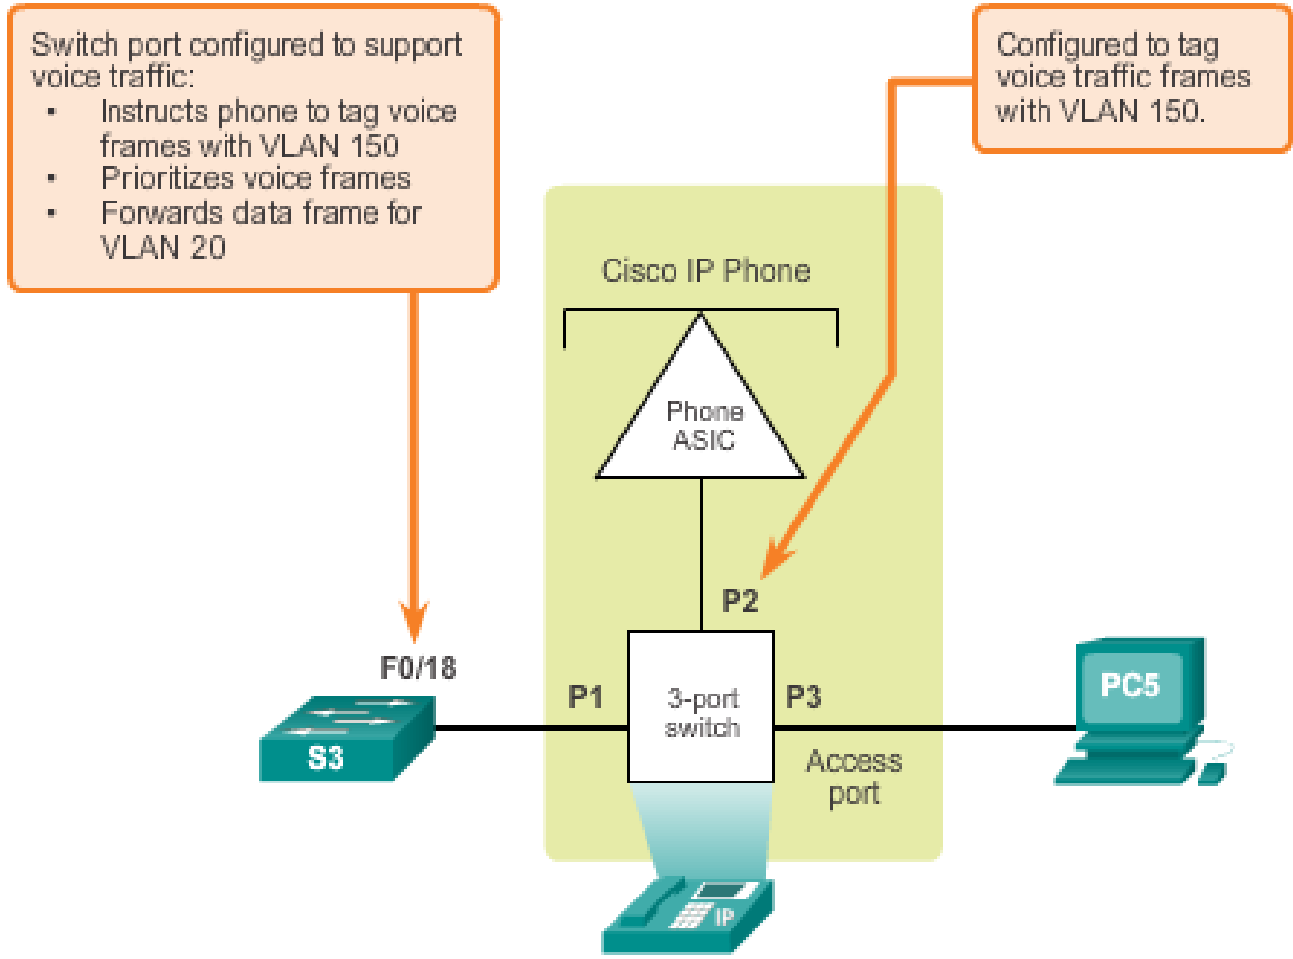 Switch port configured to support
voice traffic:
• Instructs phone to tag voice
frames with VLAN 150
• Prioritizes voice frames
• Forwards data frame for
VLAN 20
Configured to tag
voice traffic frames
with VLAN 150.
Cisco IP Phone
Phone
ASIC
P2
F0/18
P1
3-port
switch
P3
PC5
S3
Access
port
IP